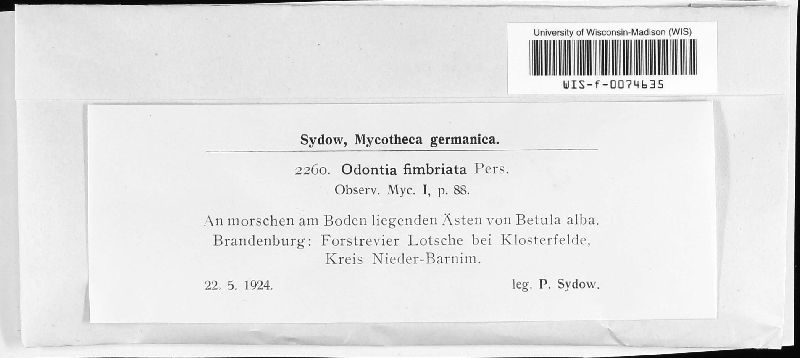 University of Wisconsin-Madison (WIS)
WIS-f-0074635
Sydow, Mycotheca germanica.
2260. Odontia fimbriata Pers.
Observ. Myc. I, p. 88.
An morschen am Boden liegenden Ästen von Betula alba.
Brandenburg: Forstrevier Lotsche bei Klosterfelde,
Kreis Nieder-Barnim.
22. 5. 1924. leg. P. Sydow.